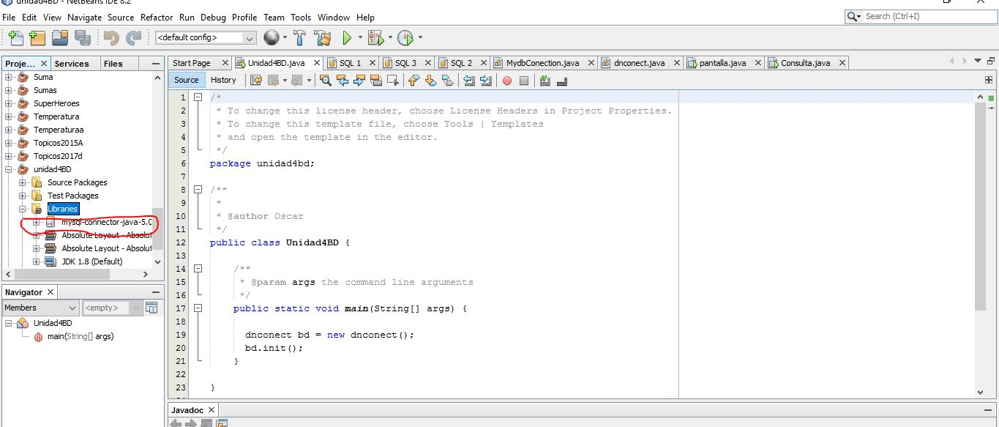 unidad4BD - NetBeans IDE 8.2
File Edit View Navigate Source Refactor Run Debug Profile Team Tools Window Help
Search (Ctrl+I)
<default config>
Proje... Services Files
Suma
Sumas
SuperHeroes
Temperatura
Temperaturaa
Topicos2015A
Topicos2017d
unidad4BD
Source Packages
Test Packages
Libraries
mysql-connector-java-5.0
Absolute Layout - Absolut
Absolute Layout - Absolut
JDK 1.8 (Default)
Navigator
Members <empty>
Unidad4BD
main(String[] args)
Start Page Unidad4BD.java SQL 1 SQL 3 SQL 2 MydbConection.java dnconect.java pantalla.java Consulta.java
Source History
1 /*
2 * To change this license header, choose License Headers in Project Properties.
3 * To change this template file, choose Tools | Templates
4 * and open the template in the editor.
5 */
6 package unidad4bd;
7
8 /**
9 *
10 * @author Oscar
11 */
12 public class Unidad4BD {
13
14 /**
15 * @param args the command line arguments
16 */
17 public static void main(String[] args) {
18
19 dnconect bd = new dnconect();
20 bd.init();
21 }
22
23 }
Javadoc